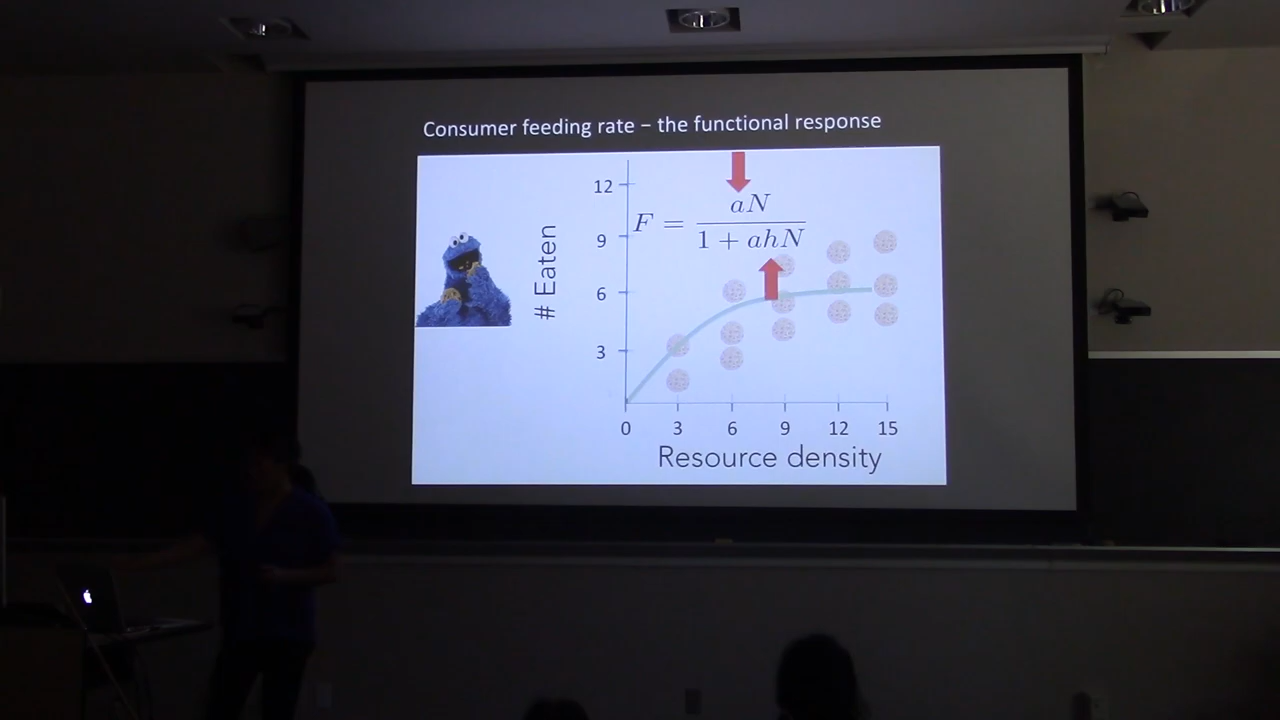 Consumer feeding rate – the functional response
# Eaten
12
9
6
3
F = aN / 1 + ahN
0 3 6 9 12 15
Resource density